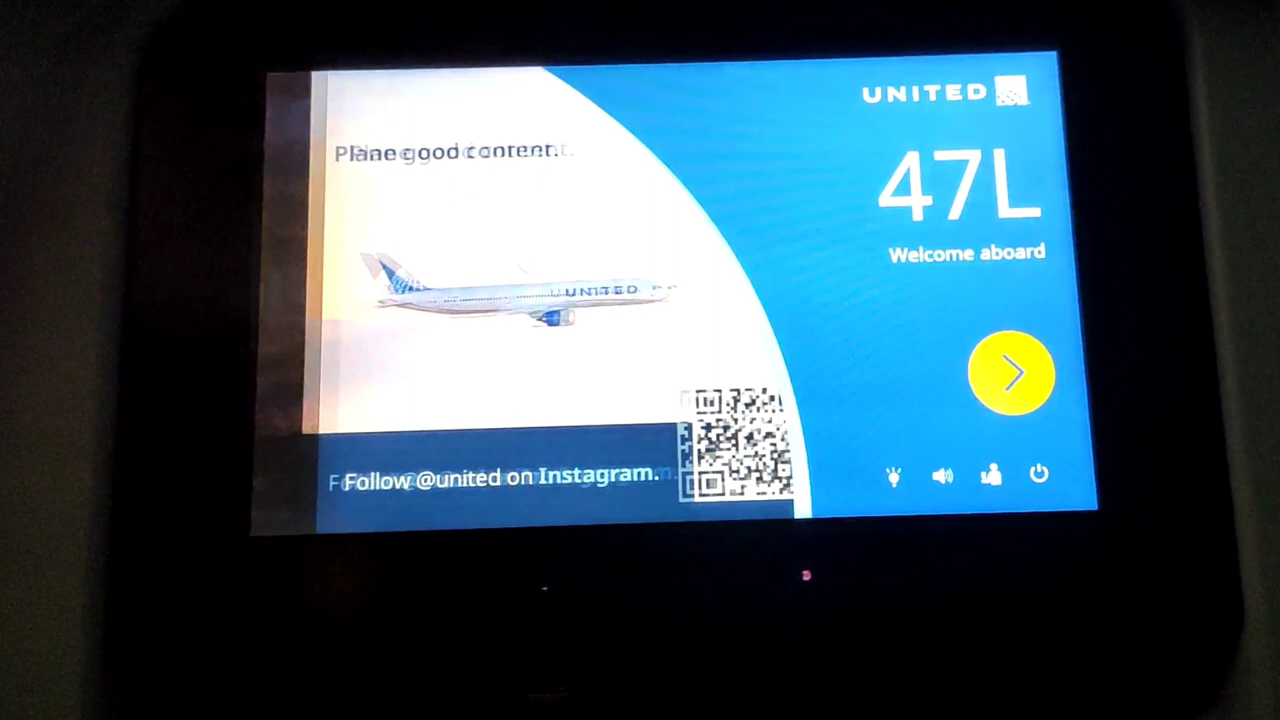 UNITED
Plane good content.
47L
Welcome aboard
UNITED
Follow @united on Instagram.